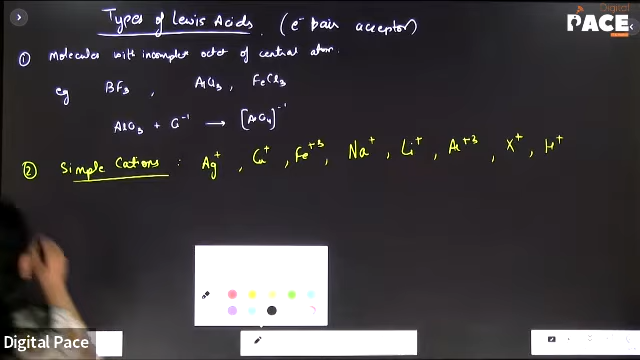 Types of Lewis Acids. (e⁻ pair acceptor)
Digital
PACE
① Molecules with incomplete octet of central atom.
eg BF3, AlCl3, FeCl3
AlCl3 + Cl⁻¹ → [AlCl4]⁻¹
② Simple Cations : Ag⁺, Cu⁺, Fe⁺³, Na⁺, Li⁺, Al⁺³, X⁺, H⁺
Digital Pace